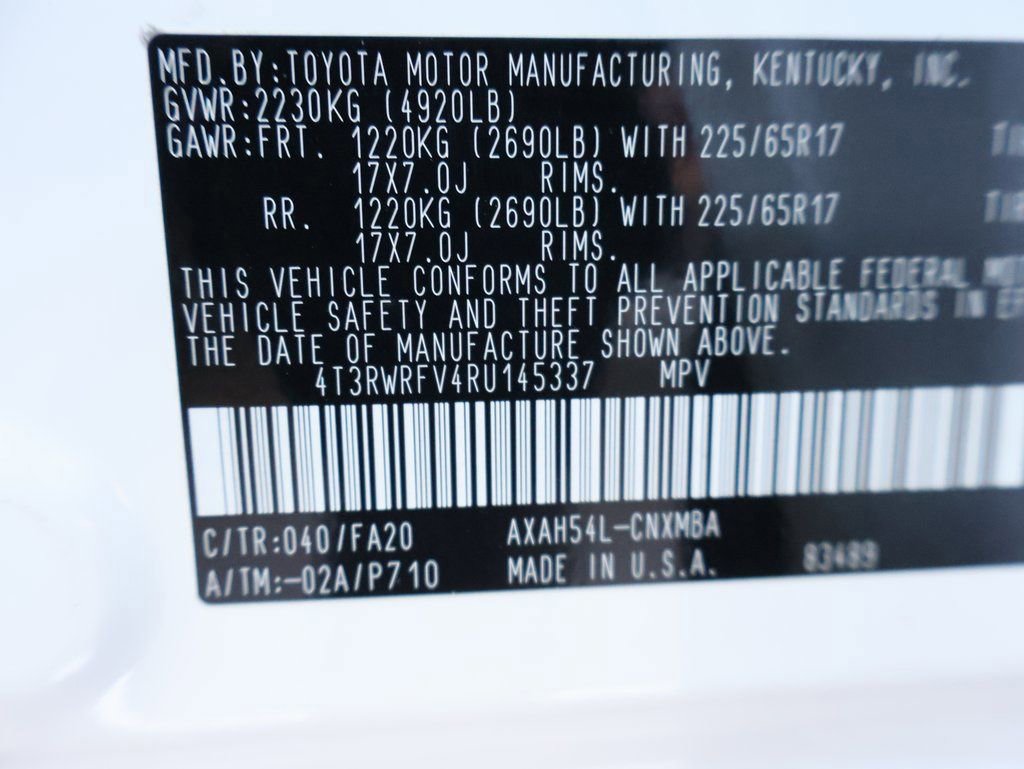 MFD.BY:TOYOTA MOTOR MANUFACTURING, KENTUCKY, INC.
GVWR:2230KG (4920LB)
GAWR:FRT. 1220KG (2690LB) WITH 225/65R17
17X7.0J RIMS.
RR. 1220KG (2690LB) WITH 225/65R17
17X7.0J RIMS.
THIS VEHICLE CONFORMS TO ALL APPLICABLE FEDERAL
VEHICLE SAFETY AND THEFT PREVENTION STANDARDS IN
THE DATE OF MANUFACTURE SHOWN ABOVE.
4T3RWRFV4RU145337 MPV
C/TR:040/FA20 AXAH54L-CNXMBA
A/TM:-02A/P710 MADE IN U.S.A. 83489